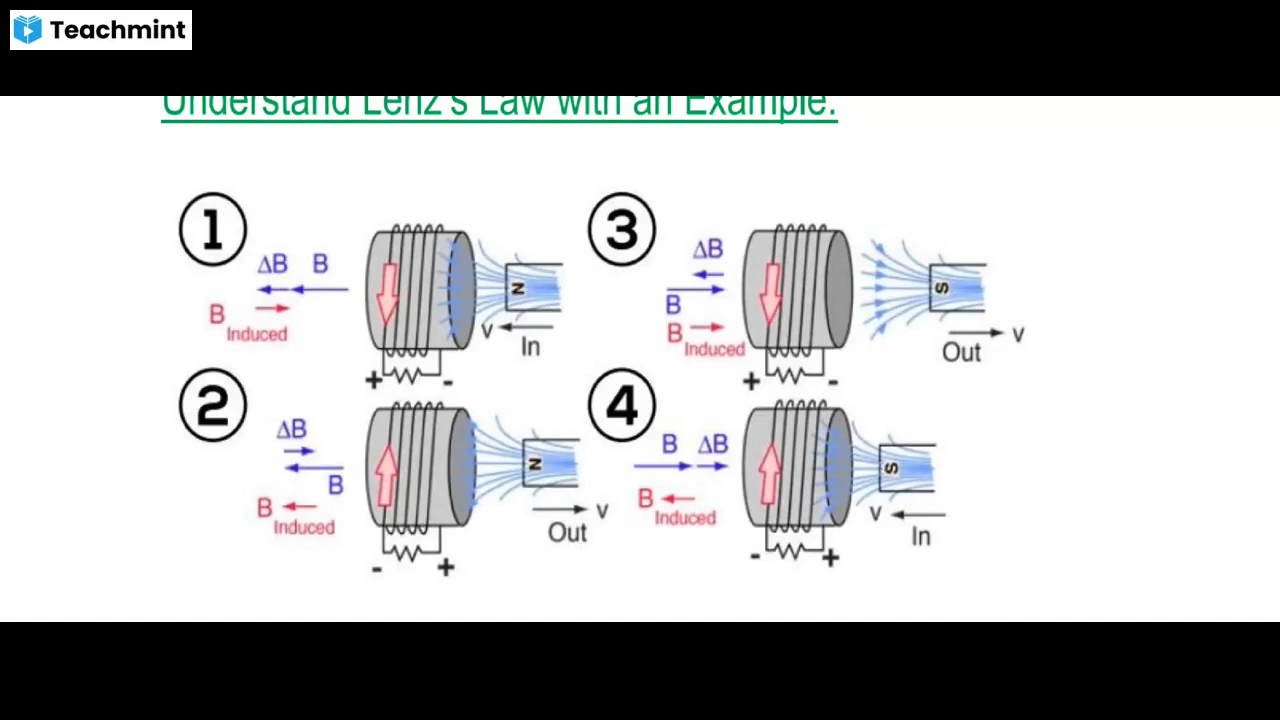 Teachmint
Understand Lenz's Law with an Example:
1
ΔB B
B Induced
N
v In
+ -
2
ΔB
B
B Induced
N
v
Out
- +
3
ΔB
B
B Induced
S
v
Out
+ -
4
B ΔB
B Induced
S
v In
- +